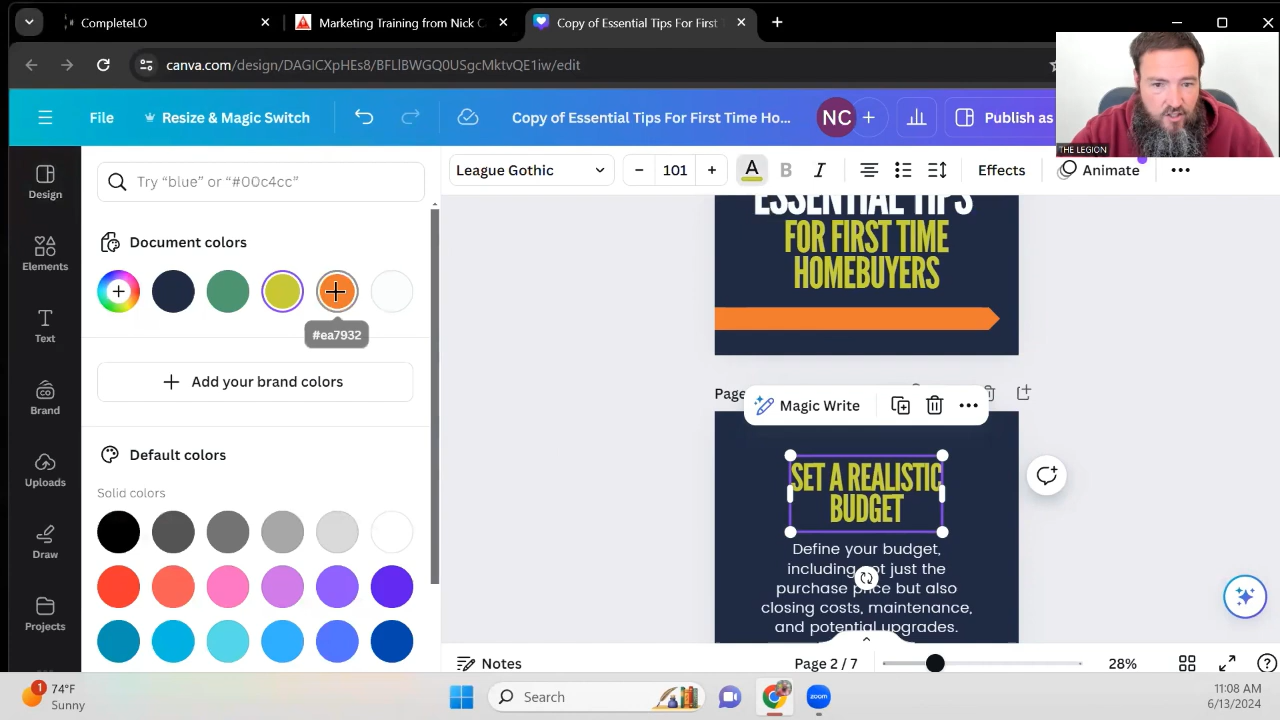 CompleteLO
Marketing Training from Nick C
Copy of Essential Tips For First T
canva.com/design/DAGICXpHEs8/BFLIBWGQ0USgcMktvQE1iw/edit
THE LEGION
File
Resize & Magic Switch
Copy of Essential Tips For First Time Ho...
NC
Publish as
Design
Elements
Text
Brand
Uploads
Draw
Projects
Try “blue” or “#00c4cc”
League Gothic
101
A
B
I
Effects
Animate
Document colors
#ea7932
Add your brand colors
Default colors
Solid colors
ESSENTIAL TIPS
FOR FIRST TIME
HOMEBUYERS
Page
Magic Write
SET A REALISTIC
BUDGET
Define your budget,
including not just the
purchase price but also
closing costs, maintenance,
and potential upgrades.
Notes
Page 2 / 7
28%
1
74°F
Sunny
Search
zoom
11:08 AM
6/13/2024